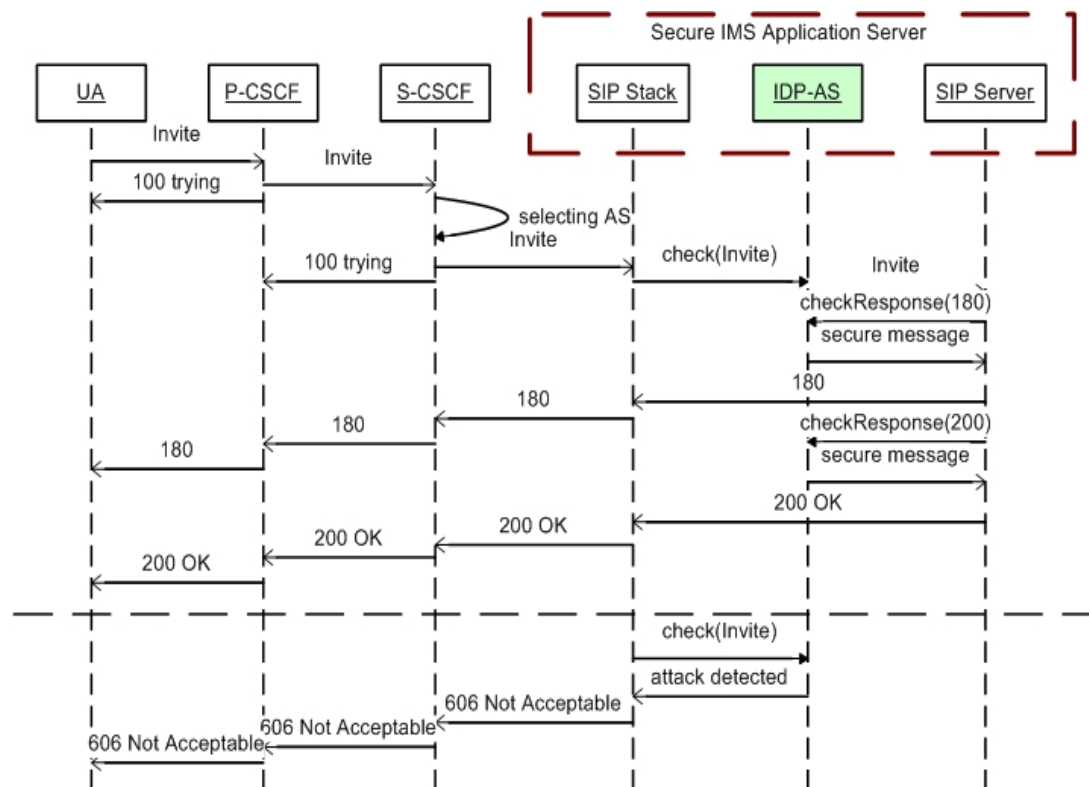 Secure IMS Application Server
UA
P-CSCF
S-CSCF
SIP Stack
IDP-AS
SIP Server
Invite
Invite
100 trying
selecting AS
Invite
100 trying
check(Invite)
Invite
checkResponse(180)
secure message
180
180
180
180
checkResponse(200)
secure message
200 OK
200 OK
200 OK
200 OK
check(Invite)
attack detected
606 Not Acceptable
606 Not Acceptable
606 Not Acceptable